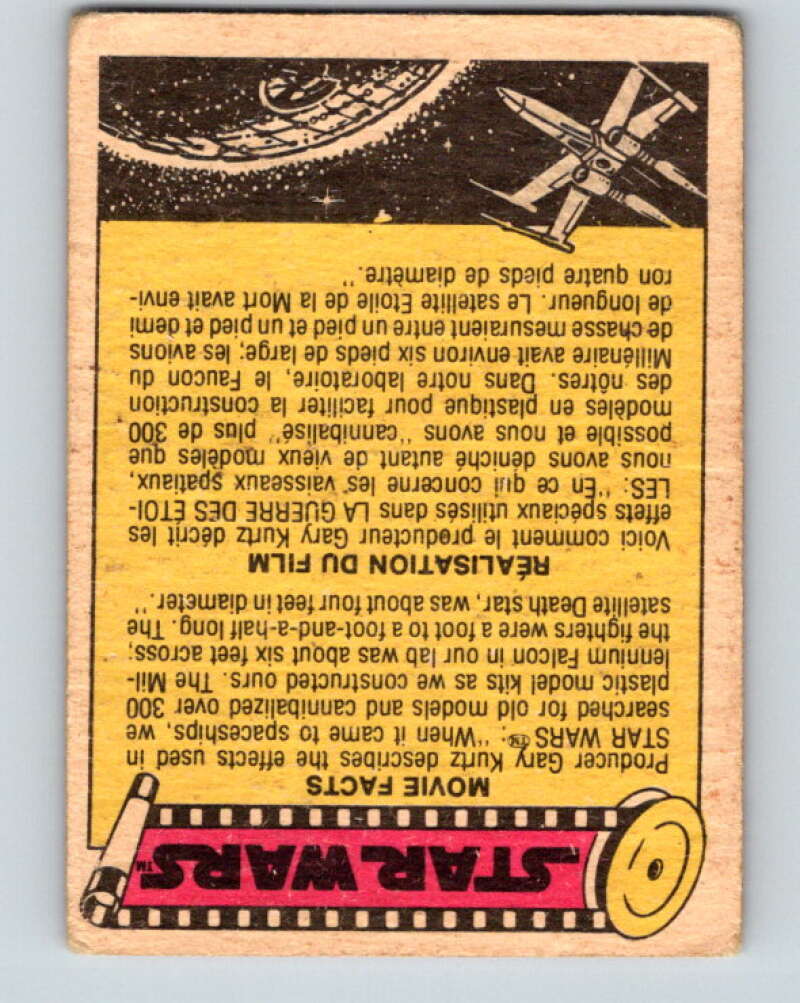 STAR WARS™
MOVIE FACTS
Producer Gary Kurtz describes the effects used in
STAR WARS™: "When it came to spaceships, we
searched for old models and cannibalized over 300
plastic model kits as we constructed ours. The Mil-
lennium Falcon in our lab was about six feet across;
the fighters were a foot to a foot-and-a-half long. The
satellite Death star, was about four feet in diameter."
RÉALISATION DU FILM
Voici comment le producteur Gary Kurtz décrit les
effets spéciaux utilisés dans LA GUERRE DES ÉTOI-
LES: "En ce qui concerne les vaisseaux spatiaux,
nous avons déniché autant de vieux modèles que
possible et nous avons "cannibalisé" plus de 300
modèles en plastique pour faciliter la construction
des nôtres. Dans notre laboratoire, le Faucon du
Millénaire avait environ six pieds de large; les avions
de chasse mesuraient entre un pied et un pied et demi
de longueur. Le satellite Étoile de la Mort avait envi-
ron quatre pieds de diamètre."